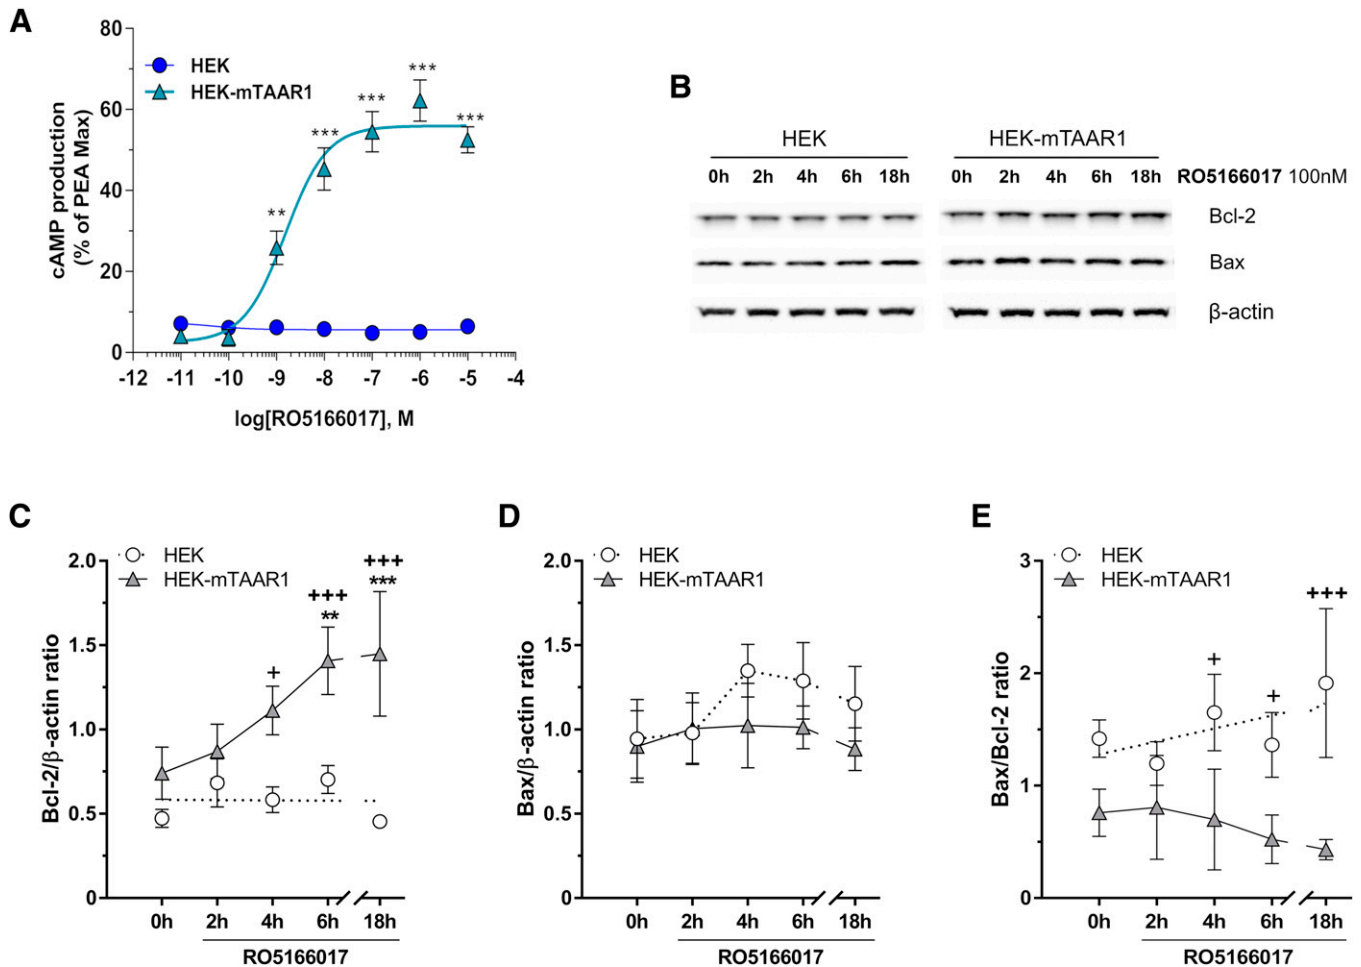 A
80
60
40
20
0
cAMP production
(% of PEA Max)
HEK
HEK-mTAAR1
**
***
***
***
***
-12 -11 -10 -9 -8 -7 -6 -5 -4
log[RO5166017], M
B
HEK HEK-mTAAR1
0h 2h 4h 6h 18h 0h 2h 4h 6h 18h RO5166017 100nM
Bcl-2
Bax
β-actin
C
HEK
HEK-mTAAR1
2.0
1.5
1.0
0.5
0
Bcl-2/β-actin ratio
+
+++
**
+++
***
0h 2h 4h 6h 18h
RO5166017
D
HEK
HEK-mTAAR1
2.0
1.5
1.0
0.5
0
Bax/β-actin ratio
0h 2h 4h 6h 18h
RO5166017
E
HEK
HEK-mTAAR1
3
2
1
0
Bax/Bcl-2 ratio
+
+
+++
0h 2h 4h 6h 18h
RO5166017